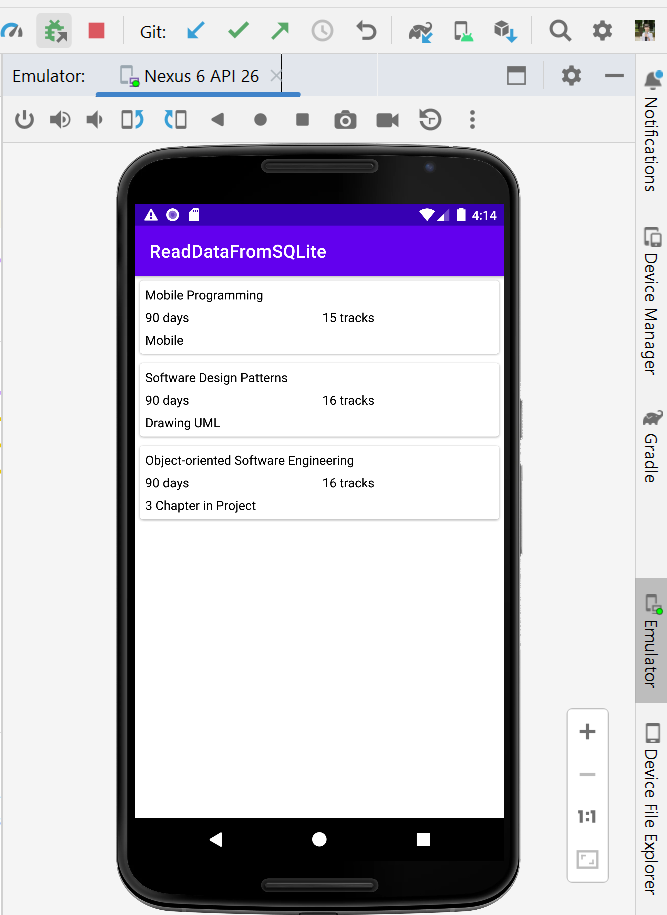 Git:
Emulator:
Nexus 6 API 26
4:14
ReadDataFromSQLite
Mobile Programming
90 days
15 tracks
Mobile
Software Design Patterns
90 days
16 tracks
Drawing UML
Object-oriented Software Engineering
90 days
16 tracks
3 Chapter in Project
Notifications
Device Manager
Gradle
Emulator
Device File Explorer
1:1